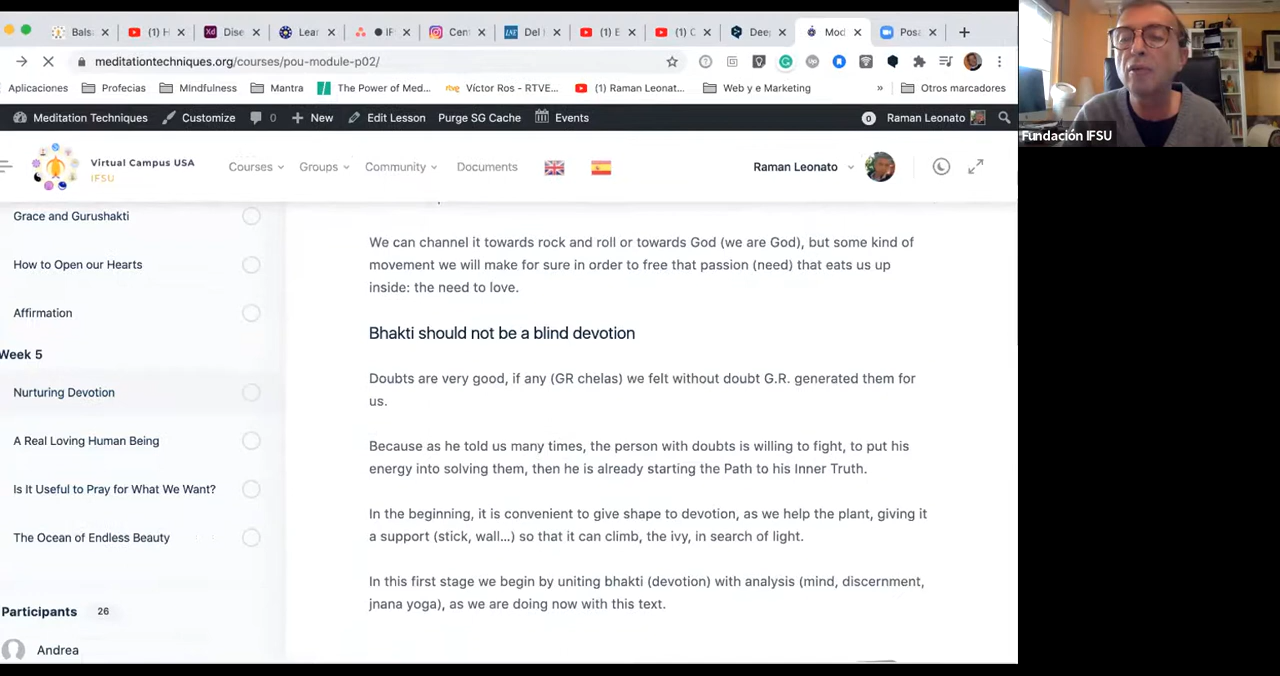 Balsa
(1) H
Dise
Lear
IF
Cen
Del
(1) E
(1) C
Deep
Mod
Posa
meditationtechniques.org/courses/pou-module-p02/
Aplicaciones
Profecias
MIndfulness
Mantra
The Power of Med...
Víctor Ros - RTVE...
(1) Raman Leonat...
Web y e Marketing
»
Otros marcadores
Meditation Techniques
Customize
0
New
Edit Lesson
Purge SG Cache
Events
0
Raman Leonato
Virtual Campus USA
IFSU
Courses
Groups
Community
Documents
Raman Leonato
Fundación IFSU
Grace and Gurushakti
How to Open our Hearts
Affirmation
Week 5
Nurturing Devotion
A Real Loving Human Being
Is It Useful to Pray for What We Want?
The Ocean of Endless Beauty
Participants 26
Andrea
We can channel it towards rock and roll or towards God (we are God), but some kind of
movement we will make for sure in order to free that passion (need) that eats us up
inside: the need to love.
Bhakti should not be a blind devotion
Doubts are very good, if any (GR chelas) we felt without doubt G.R. generated them for
us.
Because as he told us many times, the person with doubts is willing to fight, to put his
energy into solving them, then he is already starting the Path to his Inner Truth.
In the beginning, it is convenient to give shape to devotion, as we help the plant, giving it
a support (stick, wall...) so that it can climb, the ivy, in search of light.
In this first stage we begin by uniting bhakti (devotion) with analysis (mind, discernment,
jnana yoga), as we are doing now with this text.